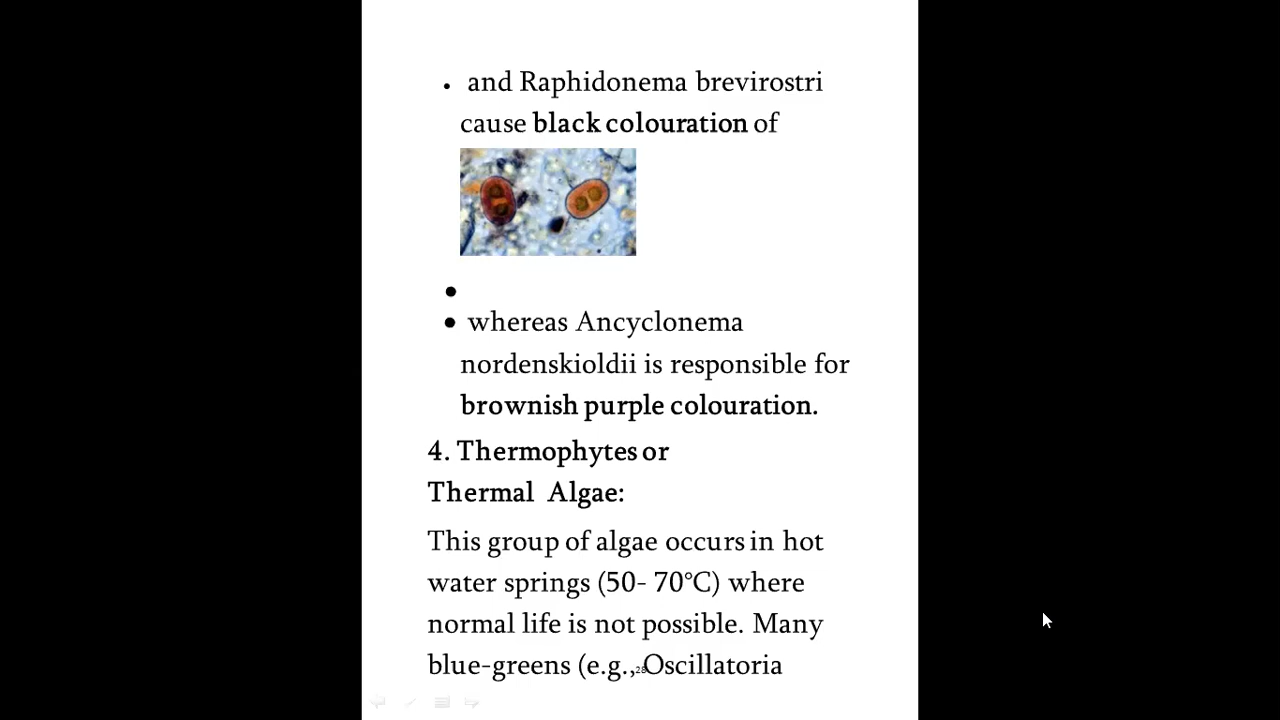 • and Raphidonema brevirostri
cause black colouration of
•
• whereas Ancyclonema
nordenskioldii is responsible for
brownish purple colouration.
4. Thermophytes or
Thermal Algae:
This group of algae occurs in hot
water springs (50- 70°C) where
normal life is not possible. Many
blue-greens (e.g., Oscillatoria
28